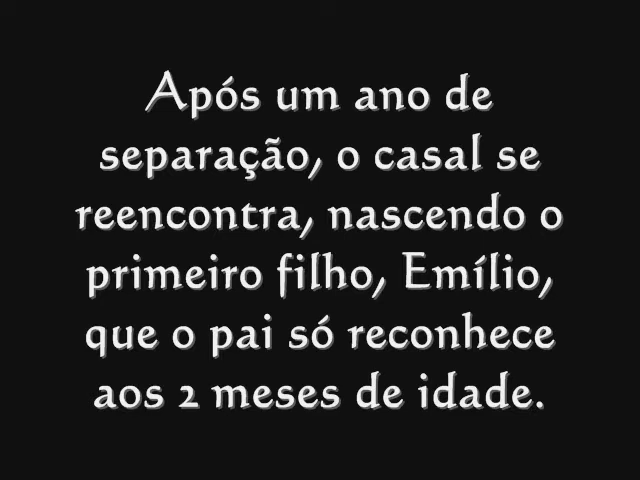 Após um ano de
separação, o casal se
reencontra, nascendo o
primeiro filho, Emílio,
que o pai só reconhece
aos 2 meses de idade.